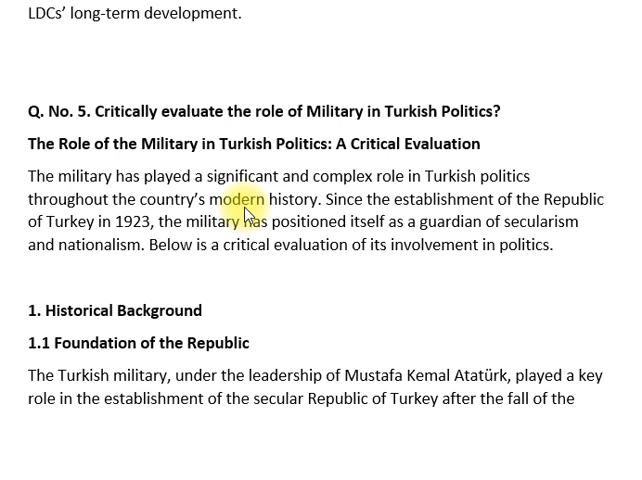 LDCs’ long-term development.
Q. No. 5. Critically evaluate the role of Military in Turkish Politics?
The Role of the Military in Turkish Politics: A Critical Evaluation
The military has played a significant and complex role in Turkish politics
throughout the country’s modern history. Since the establishment of the Republic
of Turkey in 1923, the military has positioned itself as a guardian of secularism
and nationalism. Below is a critical evaluation of its involvement in politics.
1. Historical Background
1.1 Foundation of the Republic
The Turkish military, under the leadership of Mustafa Kemal Atatürk, played a key
role in the establishment of the secular Republic of Turkey after the fall of the